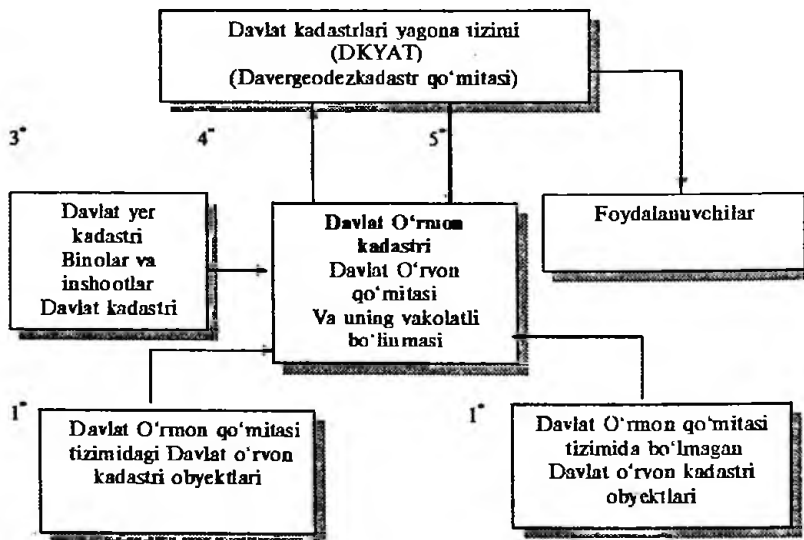 Davlat kadastrlari yagona tizimi
(DKYAT)
(Davergeodezkadastr qo‘mitasi)
3*
4*
5*
Davlat yer
kadastri
Binolar va
inshootlar
Davlat kadastri
Davlat O‘rmon
kadastri
Davlat O‘rvon
qo‘mitasi
Va uning vakolatli
bo‘linmasi
Foydalanuvchilar
1*
Davlat O‘rmon qo‘mitasi
tizimidagi Davlat o‘rvon
kadastri obyektlari
1*
Davlat O‘rmon qo‘mitasi
tizimida bo‘lmagan
Davlat o‘rvon kadastri
obyektlari